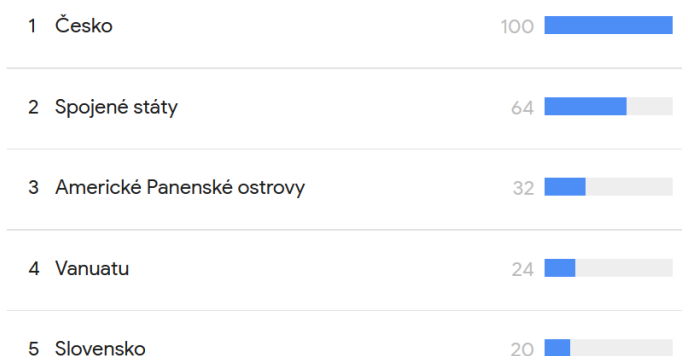 1 Česko 100
2 Spojené státy 64
3 Americké Panenské ostrovy 32
4 Vanuatu 24
5 Slovensko 20